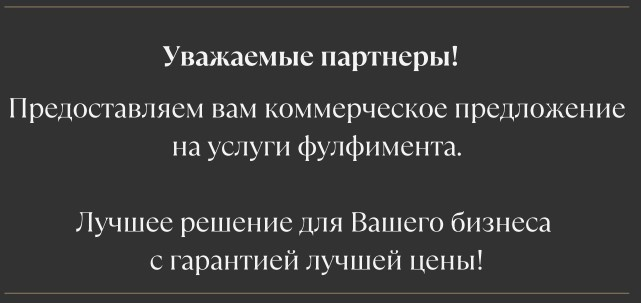 Уважаемые партнеры!
Предоставляем вам коммерческое предложение
на услуги фулфимента.
Лучшее решение для Вашего бизнеса
с гарантией лучшей цены!